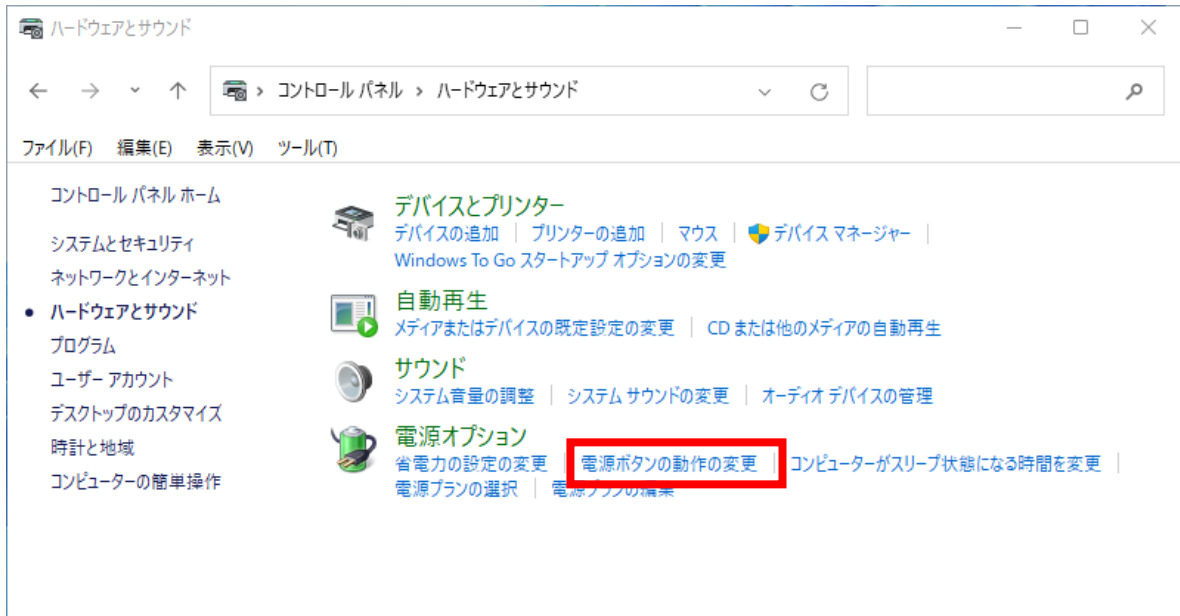 ハードウェアとサウンド
コントロール パネル › ハードウェアとサウンド
ファイル(F) 編集(E) 表示(V) ツール(T)
コントロール パネル ホーム
システムとセキュリティ
ネットワークとインターネット
ハードウェアとサウンド
プログラム
ユーザー アカウント
デスクトップのカスタマイズ
時計と地域
コンピューターの簡単操作
デバイスとプリンター
デバイスの追加 | プリンターの追加 | マウス | デバイス マネージャー |
Windows To Go スタートアップ オプションの変更
自動再生
メディアまたはデバイスの既定設定の変更 | CD または他のメディアの自動再生
サウンド
システム音量の調整 | システム サウンドの変更 | オーディオ デバイスの管理
電源オプション
省電力の設定の変更 | 電源ボタンの動作の変更 | コンピューターがスリープ状態になる時間を変更 |
電源プランの選択 | 電源プランの編集